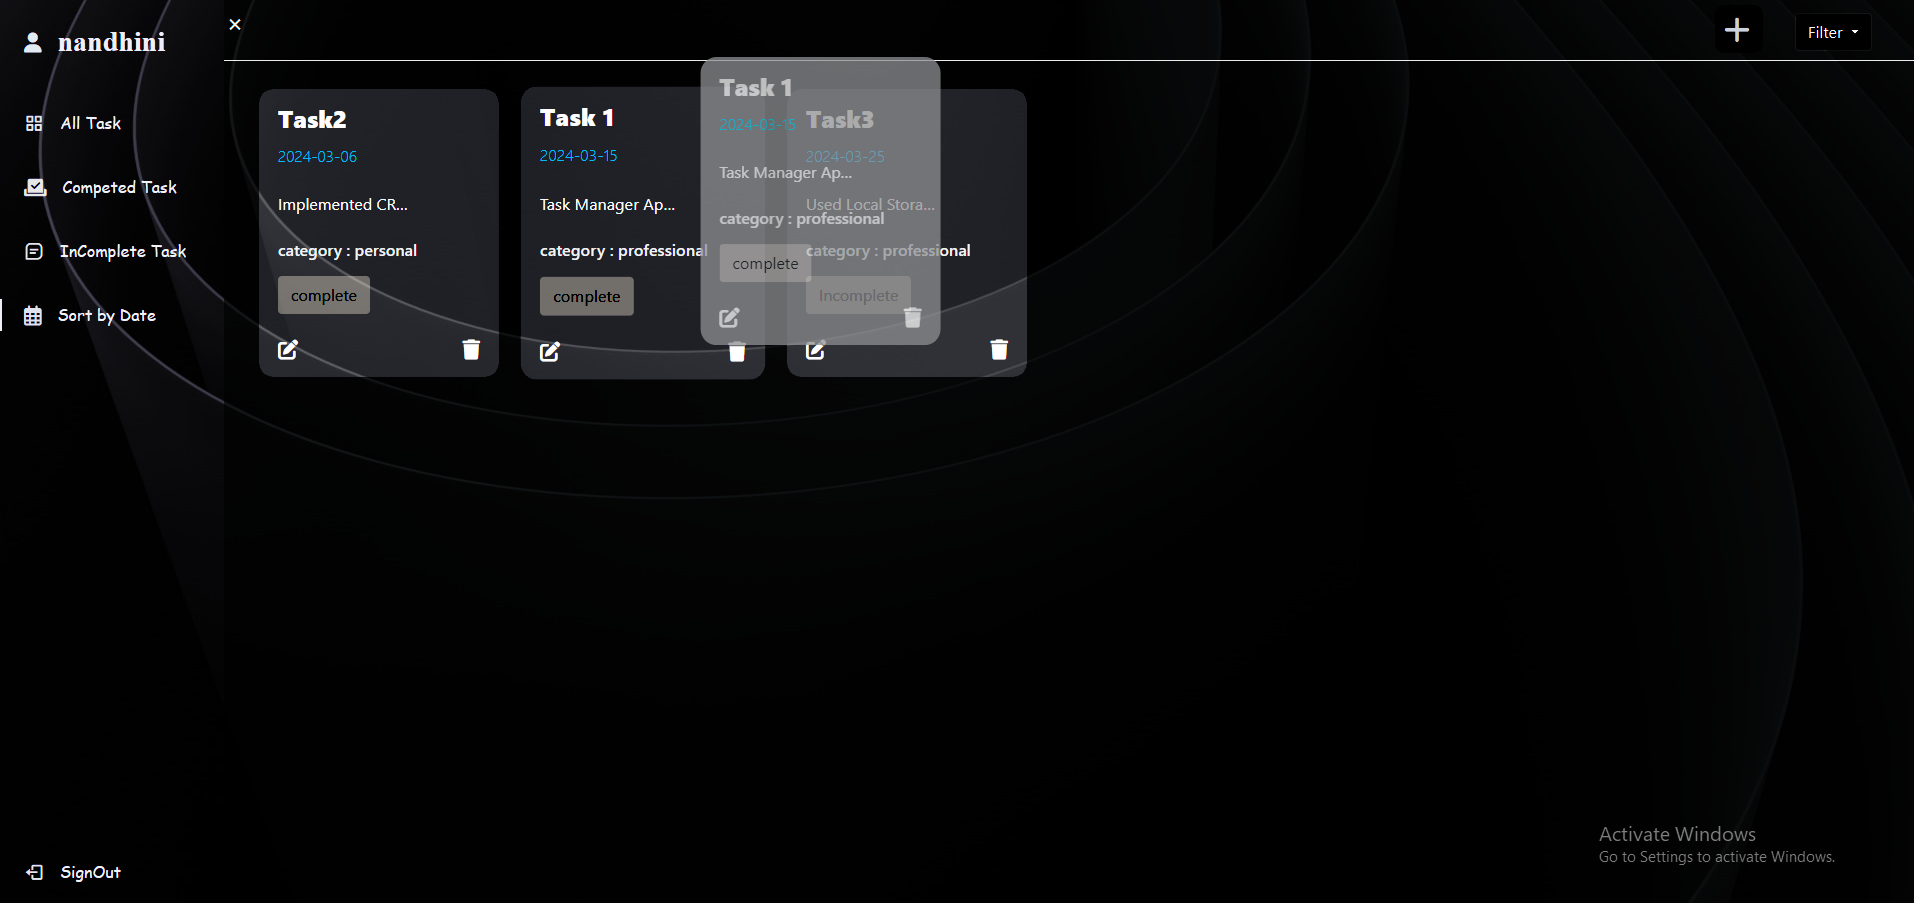 nandhini
All Task
Competed Task
InComplete Task
Sort by Date
SignOut
×
Filter
Task2
2024-03-06
Implemented CR...
category : personal
complete
Task 1
2024-03-15
Task Manager Ap...
category : professional
complete
Task 1
2024-03-15
Task Manager Ap...
category : professional
complete
Task3
2024-03-25
Used Local Stora...
category : professional
Incomplete
Activate Windows
Go to Settings to activate Windows.